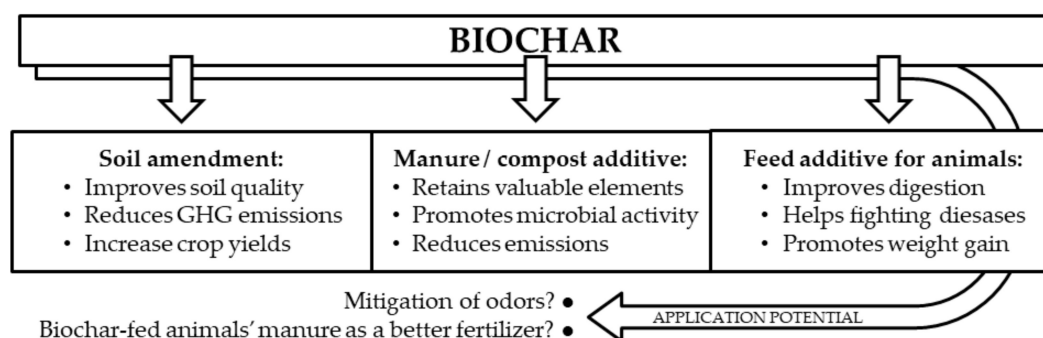 BIOCHAR
Soil amendment:
• Improves soil quality
• Reduces GHG emissions
• Increase crop yields
Manure / compost additive:
• Retains valuable elements
• Promotes microbial activity
• Reduces emissions
Feed additive for animals:
• Improves digestion
• Helps fighting diesases
• Promotes weight gain
Mitigation of odors? •
Biochar-fed animals’ manure as a better fertilizer? •
APPLICATION POTENTIAL